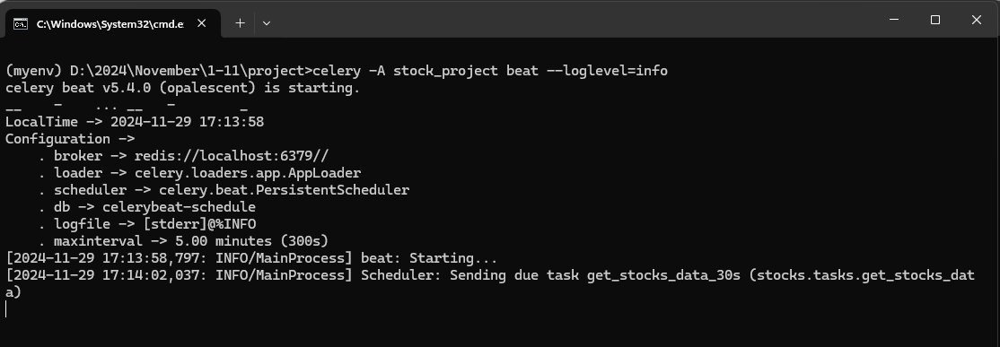 C:\Windows\System32\cmd.e
(myenv) D:\2024\November\1-11\project>celery -A stock_project beat --loglevel=info
celery beat v5.4.0 (opalescent) is starting.
__    -    ... __   -        _
LocalTime -> 2024-11-29 17:13:58
Configuration ->
    . broker -> redis://localhost:6379//
    . loader -> celery.loaders.app.AppLoader
    . scheduler -> celery.beat.PersistentScheduler
    . db -> celerybeat-schedule
    . logfile -> [stderr]@%INFO
    . maxinterval -> 5.00 minutes (300s)
[2024-11-29 17:13:58,797: INFO/MainProcess] beat: Starting...
[2024-11-29 17:14:02,037: INFO/MainProcess] Scheduler: Sending due task get_stocks_data_30s (stocks.tasks.get_stocks_dat
a)